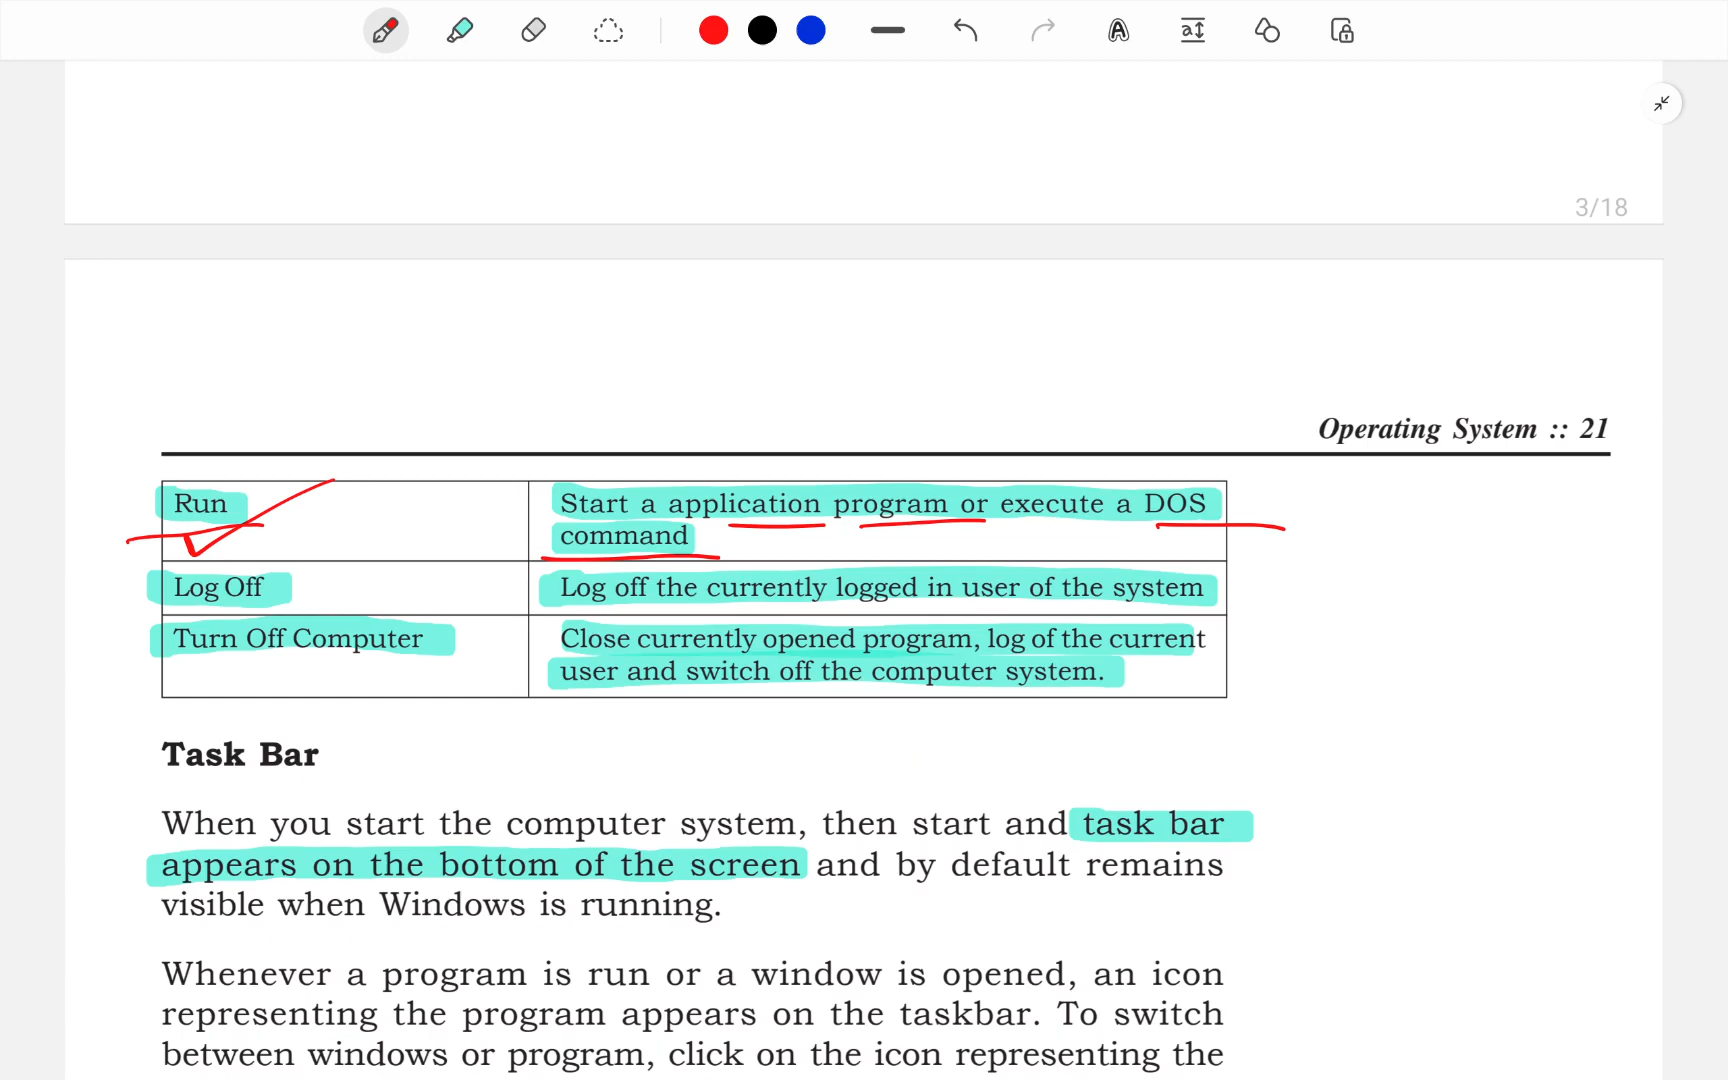 3/18
Operating System :: 21
Run
Start a application program or execute a DOS
command
Log Off
Log off the currently logged in user of the system
Turn Off Computer
Close currently opened program, log of the current
user and switch off the computer system.
Task Bar
When you start the computer system, then start and task bar
appears on the bottom of the screen and by default remains
visible when Windows is running.
Whenever a program is run or a window is opened, an icon
representing the program appears on the taskbar. To switch
between windows or program, click on the icon representing the